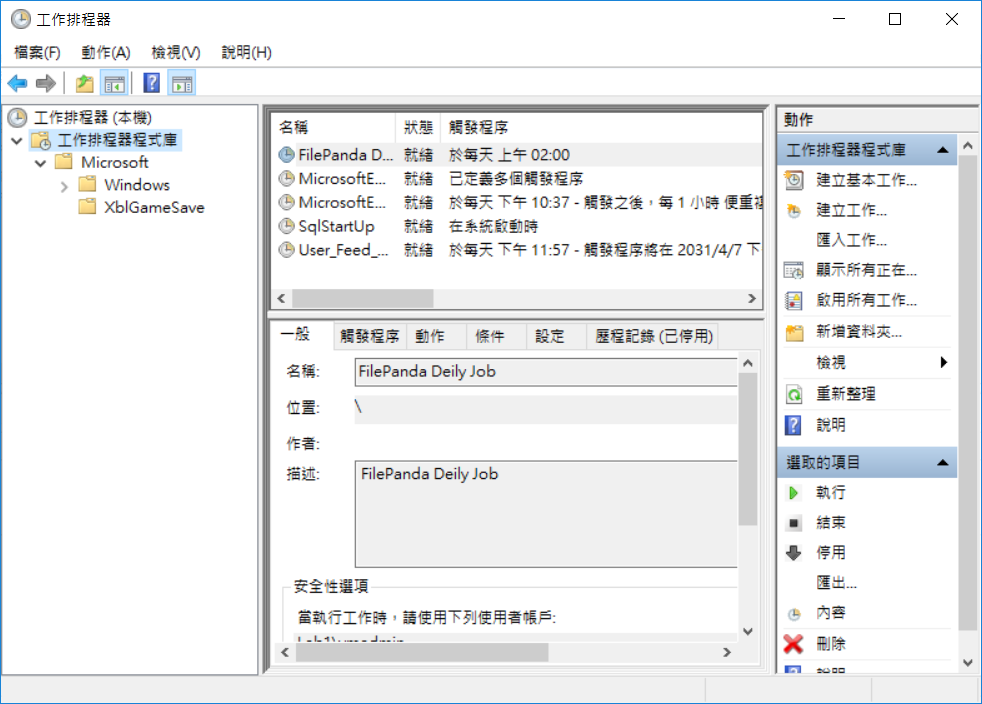 工作排程器
檔案(F) 動作(A) 檢視(V) 說明(H)
工作排程器 (本機)
工作排程器程式庫
Microsoft
Windows
XblGameSave
名稱 狀態 觸發程序
FilePanda D... 就緒 於每天 上午 02:00
MicrosoftE... 就緒 已定義多個觸發程序
MicrosoftE... 就緒 於每天 下午 10:37 - 觸發之後，每 1 小時 便重複
SqlStartUp 就緒 在系統啟動時
User_Feed_... 就緒 於每天 下午 11:57 - 觸發程序將在 2031/4/7 下
一般 觸發程序 動作 條件 設定 歷程記錄 (已停用)
名稱: FilePanda Deily Job
位置: \
作者:
描述: FilePanda Deily Job
安全性選項
當執行工作時，請使用下列使用者帳戶:
動作
工作排程器程式庫
建立基本工作...
建立工作...
匯入工作...
顯示所有正在...
啟用所有工作...
新增資料夾...
檢視
重新整理
說明
選取的項目
執行
結束
停用
匯出...
內容
刪除
說明